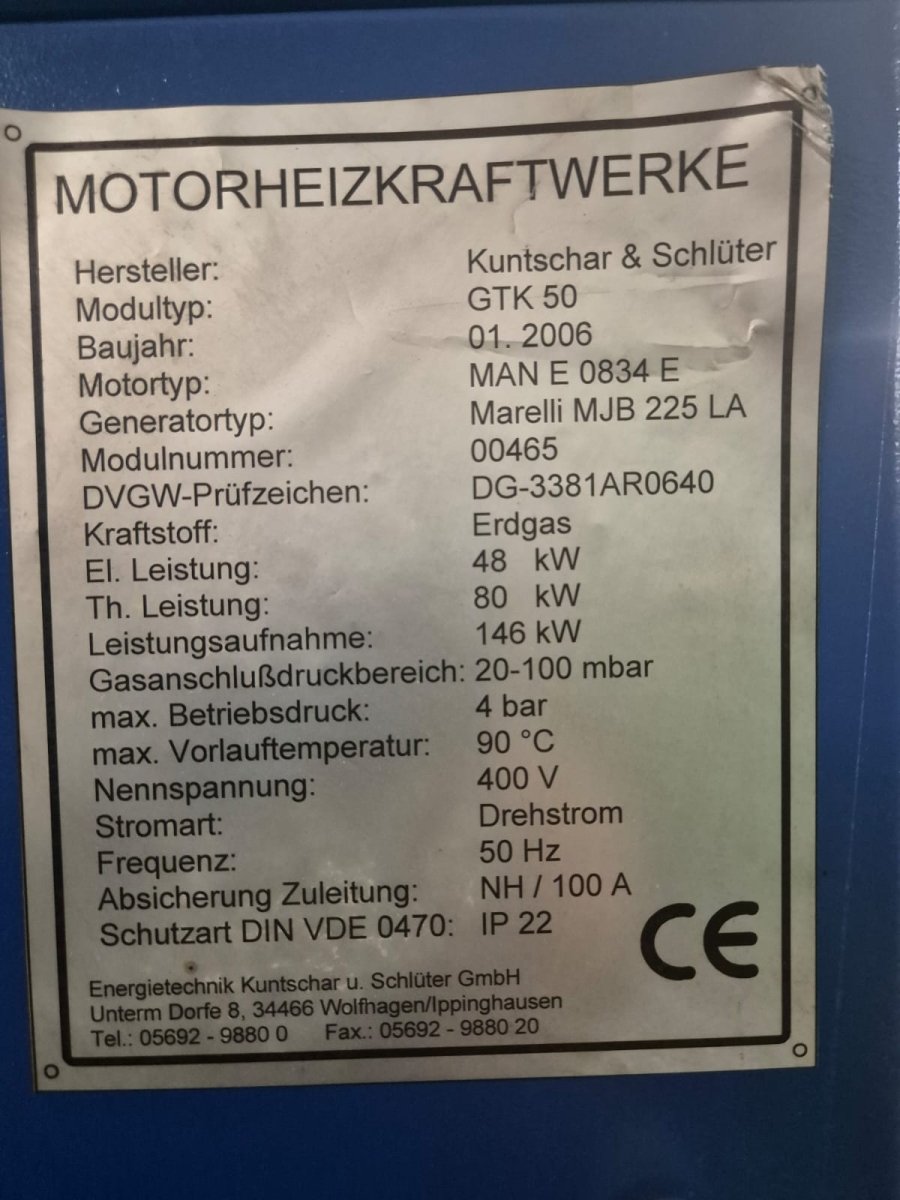 MOTORHEIZKRAFTWERKE
Hersteller: Kuntschar & Schlüter
Modultyp: GTK 50
Baujahr: 01. 2006
Motortyp: MAN E 0834 E
Generatortyp: Marelli MJB 225 LA
Modulnummer: 00465
DVGW-Prüfzeichen: DG-3381AR0640
Kraftstoff: Erdgas
El. Leistung: 48 kW
Th. Leistung: 80 kW
Leistungsaufnahme: 146 kW
Gasanschlußdruckbereich: 20-100 mbar
max. Betriebsdruck: 4 bar
max. Vorlauftemperatur: 90 °C
Nennspannung: 400 V
Stromart: Drehstrom
Frequenz: 50 Hz
Absicherung Zuleitung: NH / 100 A
Schutzart DIN VDE 0470: IP 22
CE
Energietechnik Kuntschar u. Schlüter GmbH
Unterm Dorfe 8, 34466 Wolfhagen/Ippinghausen
Tel.: 05692 - 9880 0 Fax.: 05692 - 9880 20